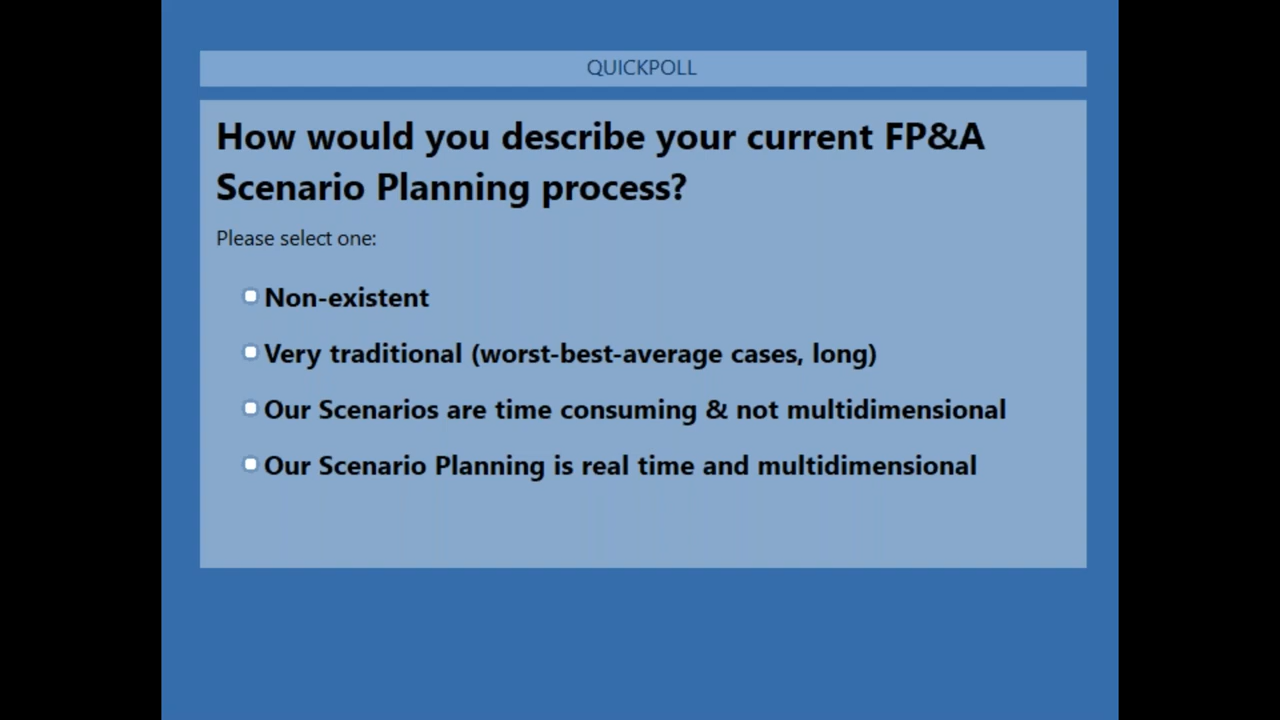 QUICKPOLL
How would you describe your current FP&A
Scenario Planning process?
Please select one:
Non-existent
Very traditional (worst-best-average cases, long)
Our Scenarios are time consuming & not multidimensional
Our Scenario Planning is real time and multidimensional